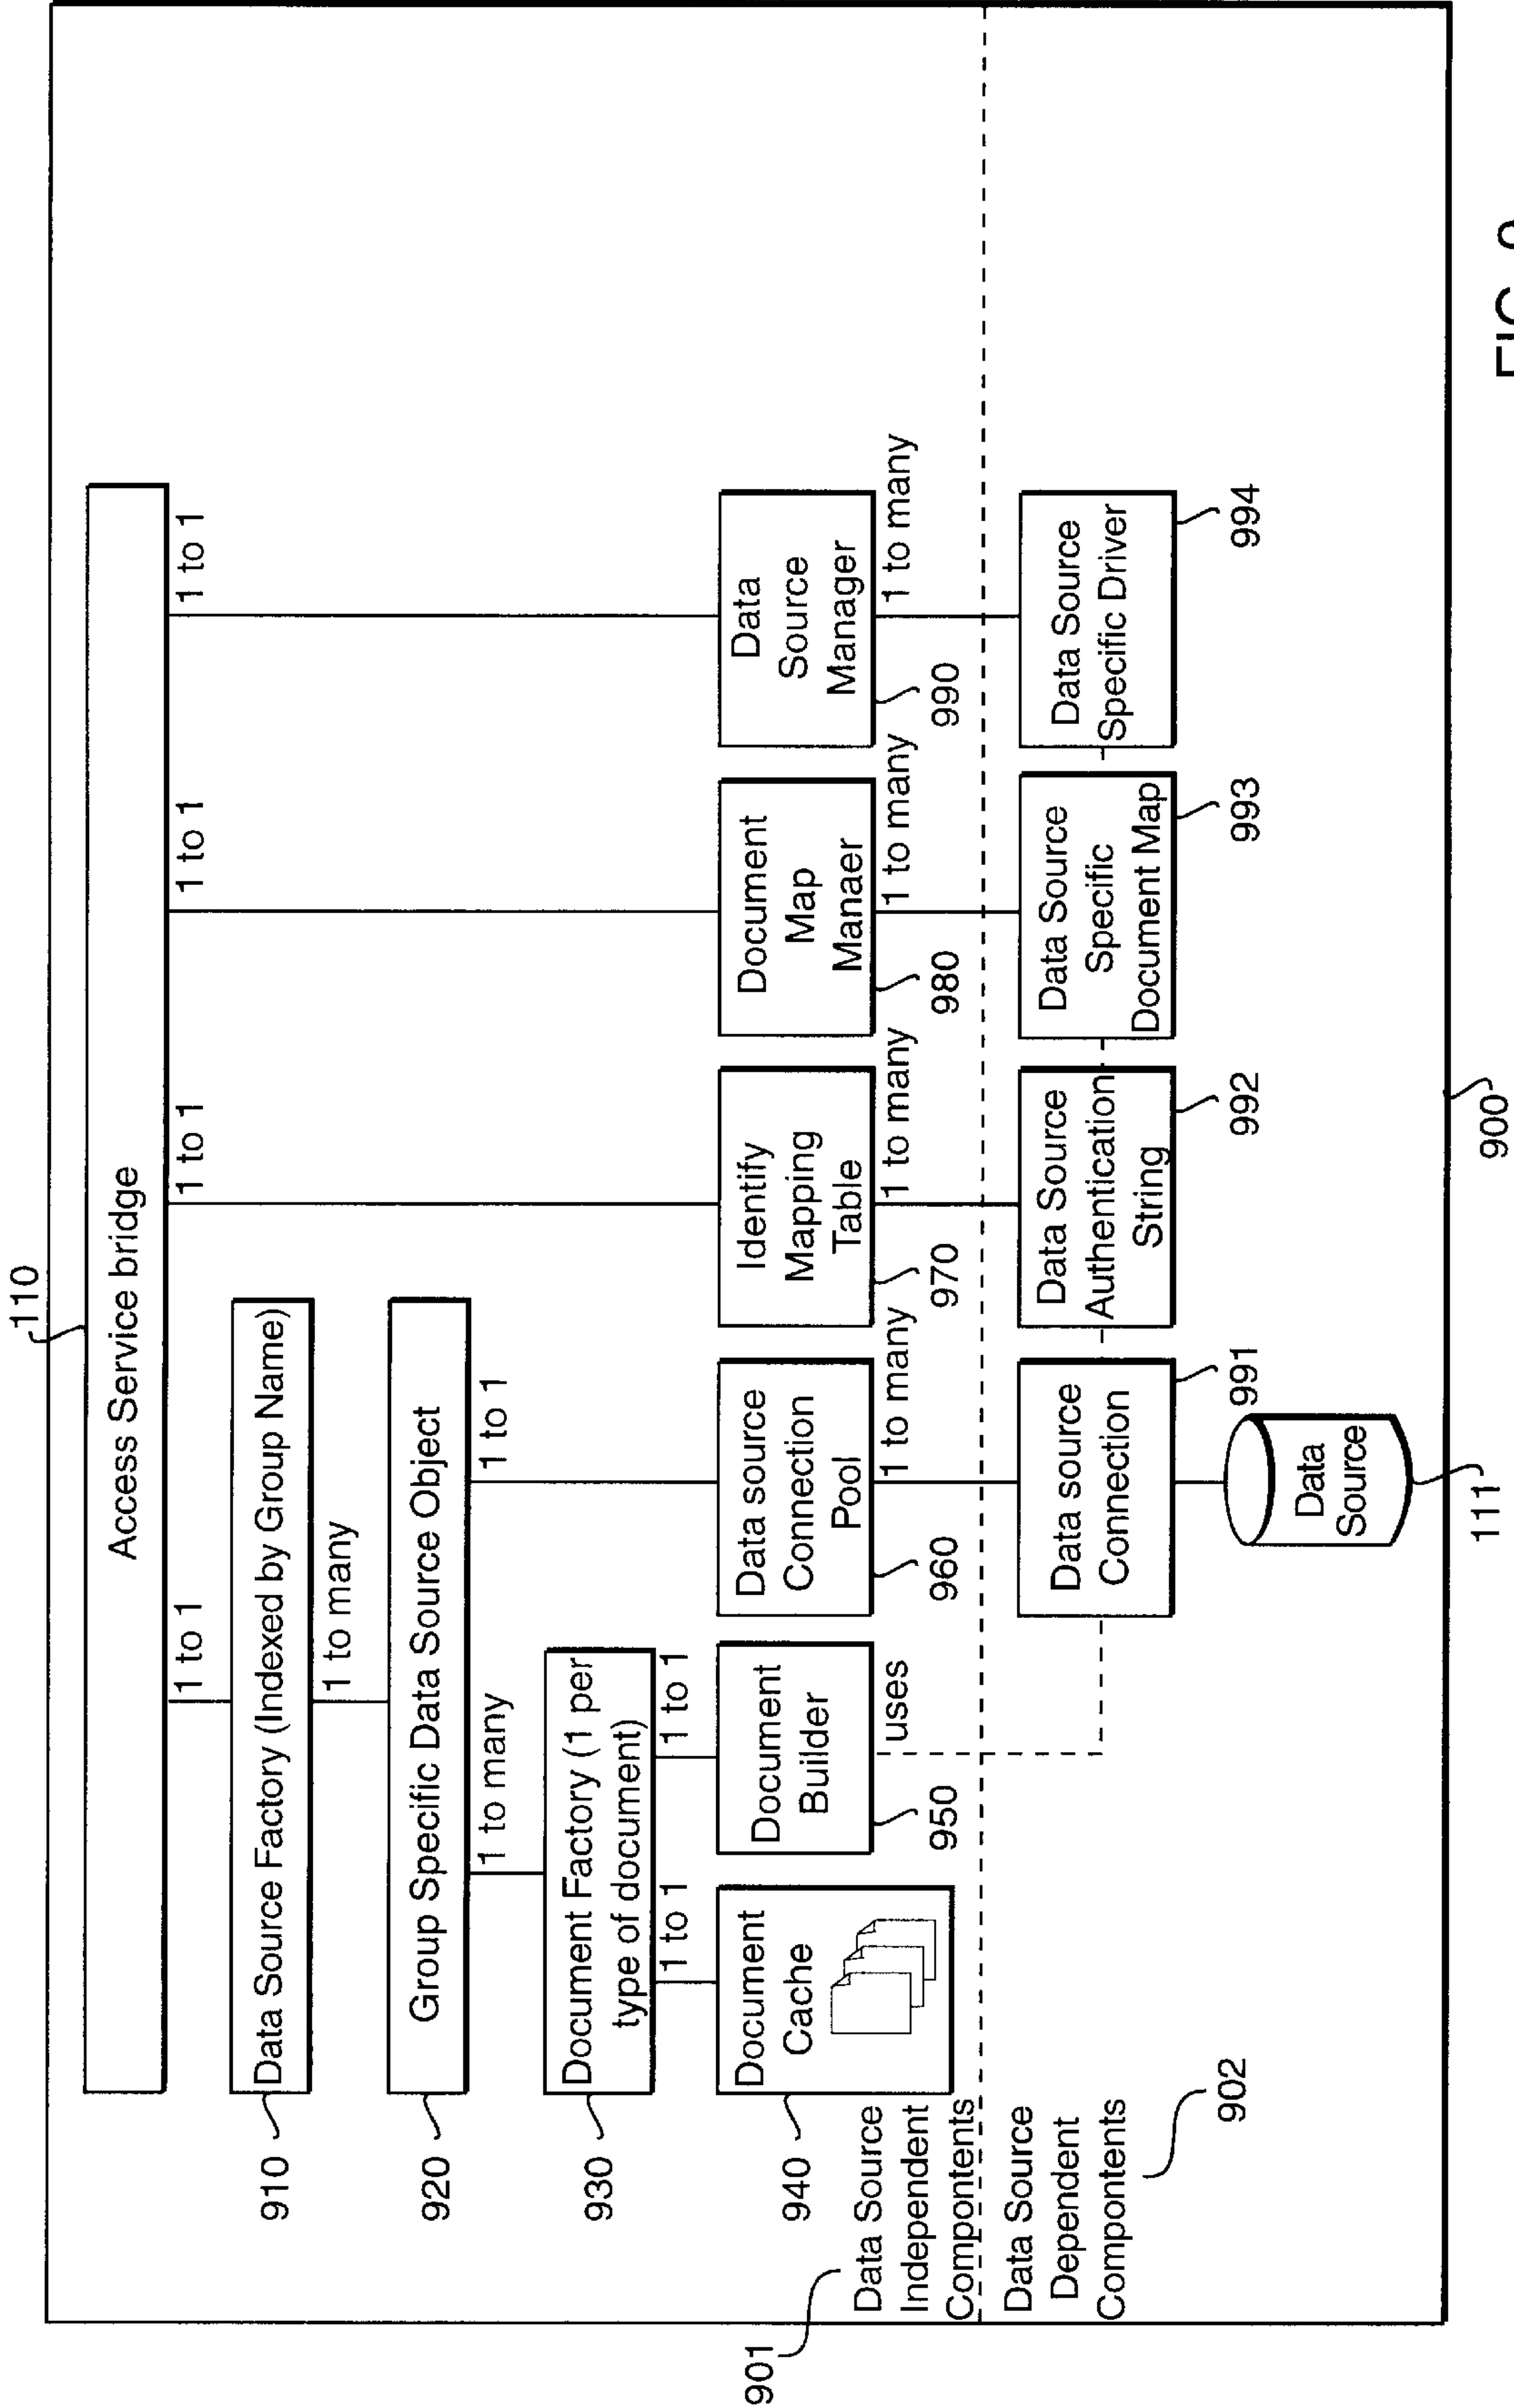 110
Access Service bridge
1 to 1
1 to 1
1 to 1
1 to 1
910
Data Source Factory (Indexed by Group Name)
1 to many
920
Group Specific Data Source Object
1 to many
1 to 1
930
Document Factory (1 per
type of document)
1 to 1
1 to 1
940
Document
Cache
950
Document
Builder
uses
960
Data source
Connection
Pool
1 to many
970
Identify
Mapping
Table
1 to many
980
Document
Map
Manaer
1 to many
990
Data
Source
Manager
1 to many
901
Data Source
Independent
Compontents
Data Source
Dependent
Compontents
902
Data source
Connection
991
Data Source
Authentication
String
992
Data Source
Specific
Document Map
993
Data Source
Specific Driver
994
Data
Source
111
900